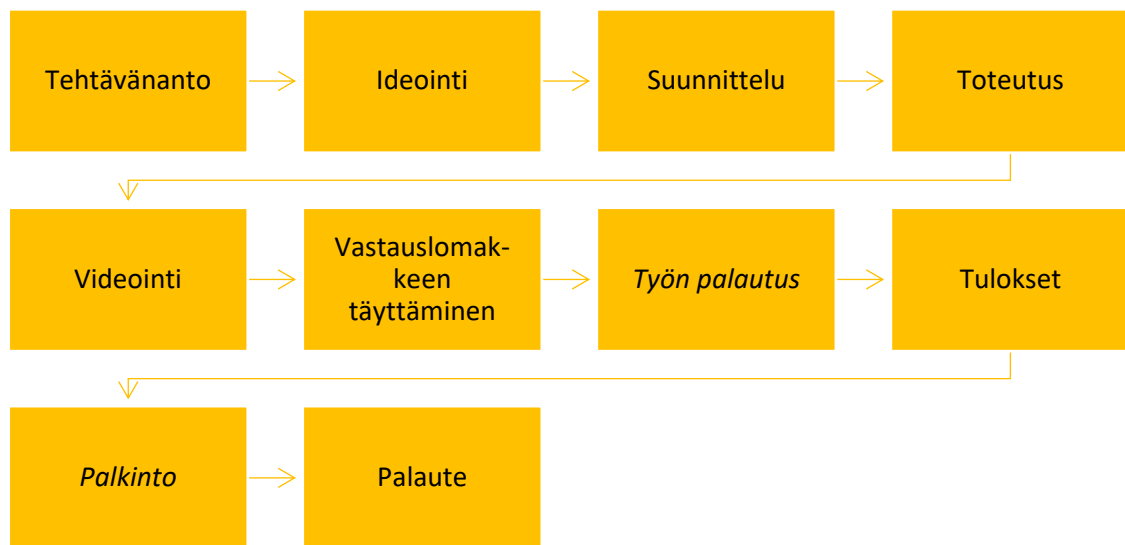 Tehtävänanto
Ideointi
Suunnittelu
Toteutus
Videointi
Vastauslomak-
keen
täyttäminen
Työn palautus
Tulokset
Palkinto
Palaute